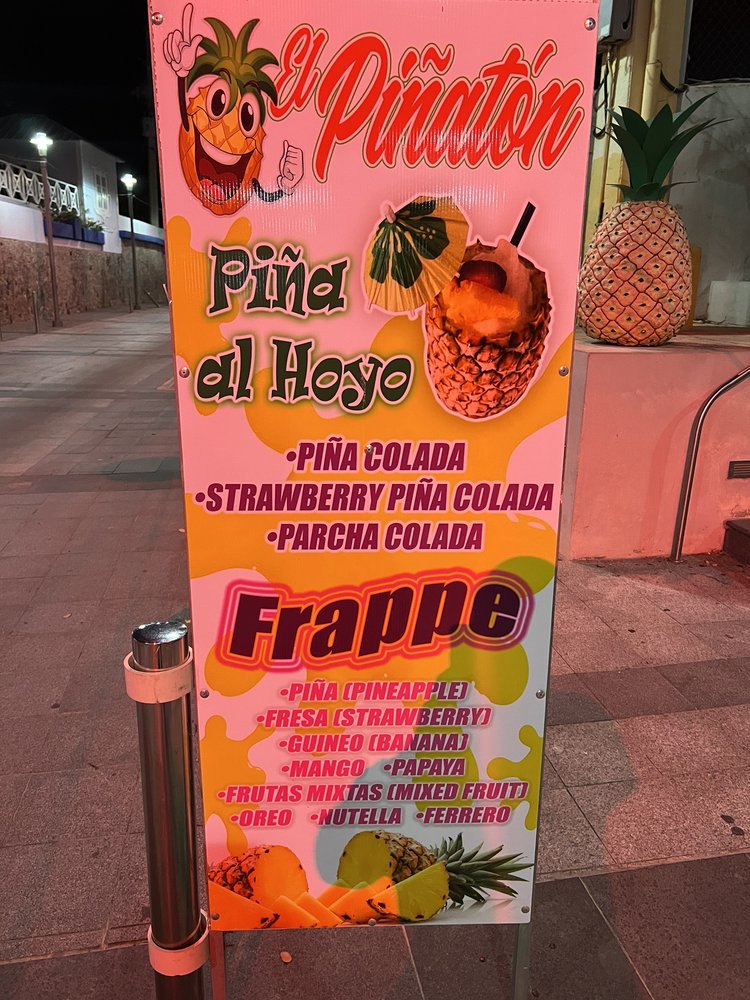 El Piñatón
Piña
al Hoyo
•PIÑA COLADA
•STRAWBERRY PIÑA COLADA
•PARCHA COLADA
Frappe
•PIÑA (PINEAPPLE)
•FRESA (STRAWBERRY)
•GUINEO (BANANA)
•MANGO •PAPAYA
•FRUTAS MIXTAS (MIXED FRUIT)
•OREO •NUTELLA •FERRERO